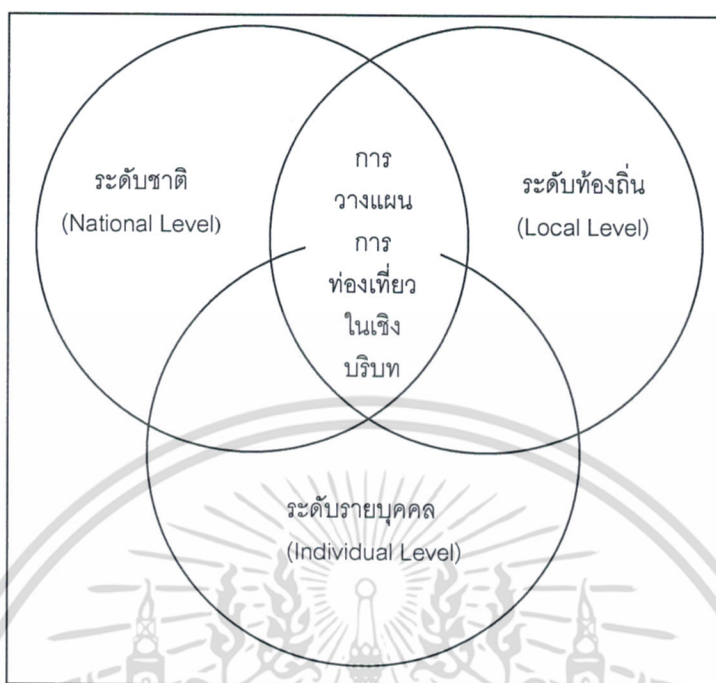 ระดับชาติ
(National Level)
การ
วางแผน
การ
ท่องเที่ยว
ในเชิง
บริบท
ระดับท้องถิ่น
(Local Level)
ระดับรายบุคคล
(Individual Level)